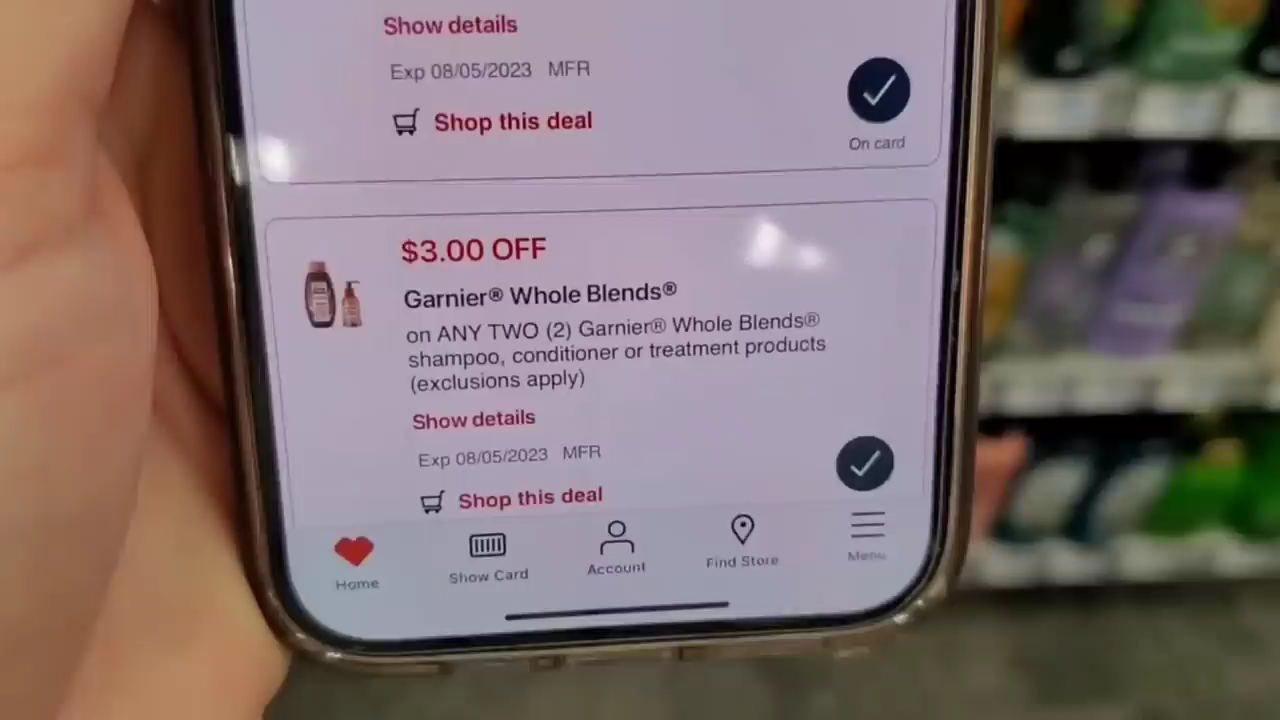 Show details
Exp 08/05/2023 MFR
Shop this deal
On card
$3.00 OFF
Garnier® Whole Blends®
on ANY TWO (2) Garnier® Whole Blends®
shampoo, conditioner or treatment products
(exclusions apply)
Show details
Exp 08/05/2023 MFR
Shop this deal
Home
Show Card
Account
Find Store
Menu